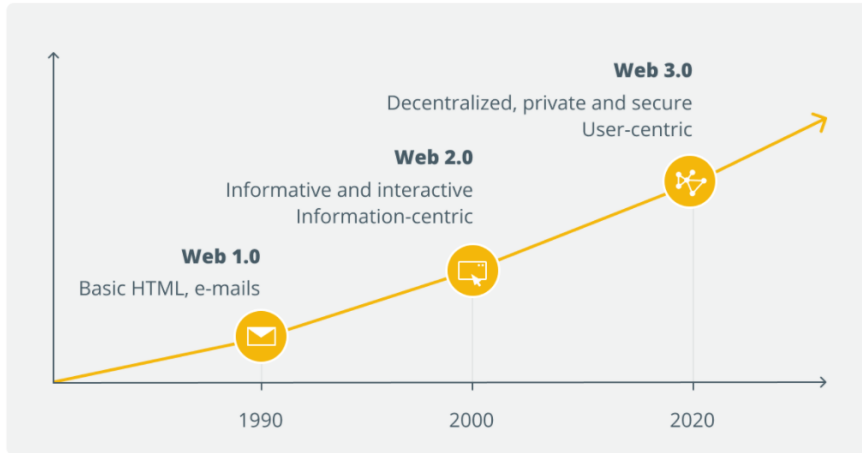 Web 3.0
Decentralized, private and secure
User-centric
Web 2.0
Informative and interactive
Information-centric
Web 1.0
Basic HTML, e-mails
1990
2000
2020